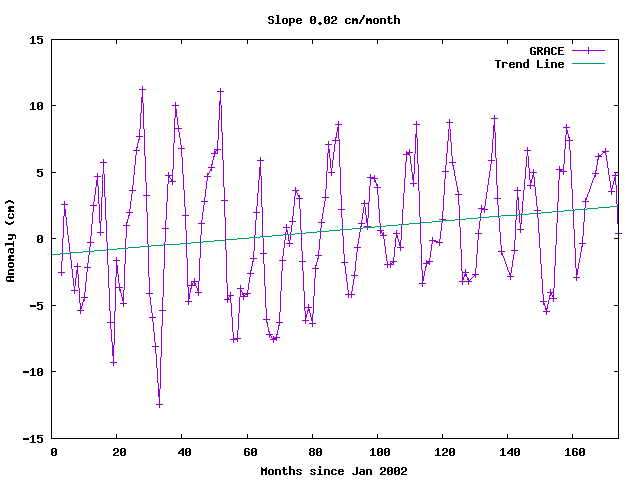 Slope 0.02 cm/month
GRACE
Trend Line
Anomaly (cm)
15
10
5
0
-5
-10
-15
0 20 40 60 80 100 120 140 160
Months since Jan 2002